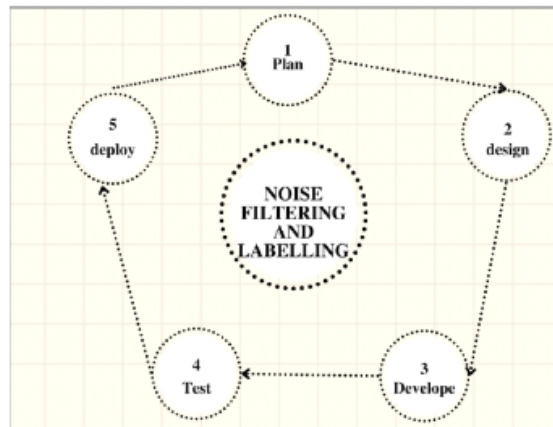 1
Plan
2
design
3
Develope
4
Test
5
deploy
NOISE
FILTERING
AND
LABELLING